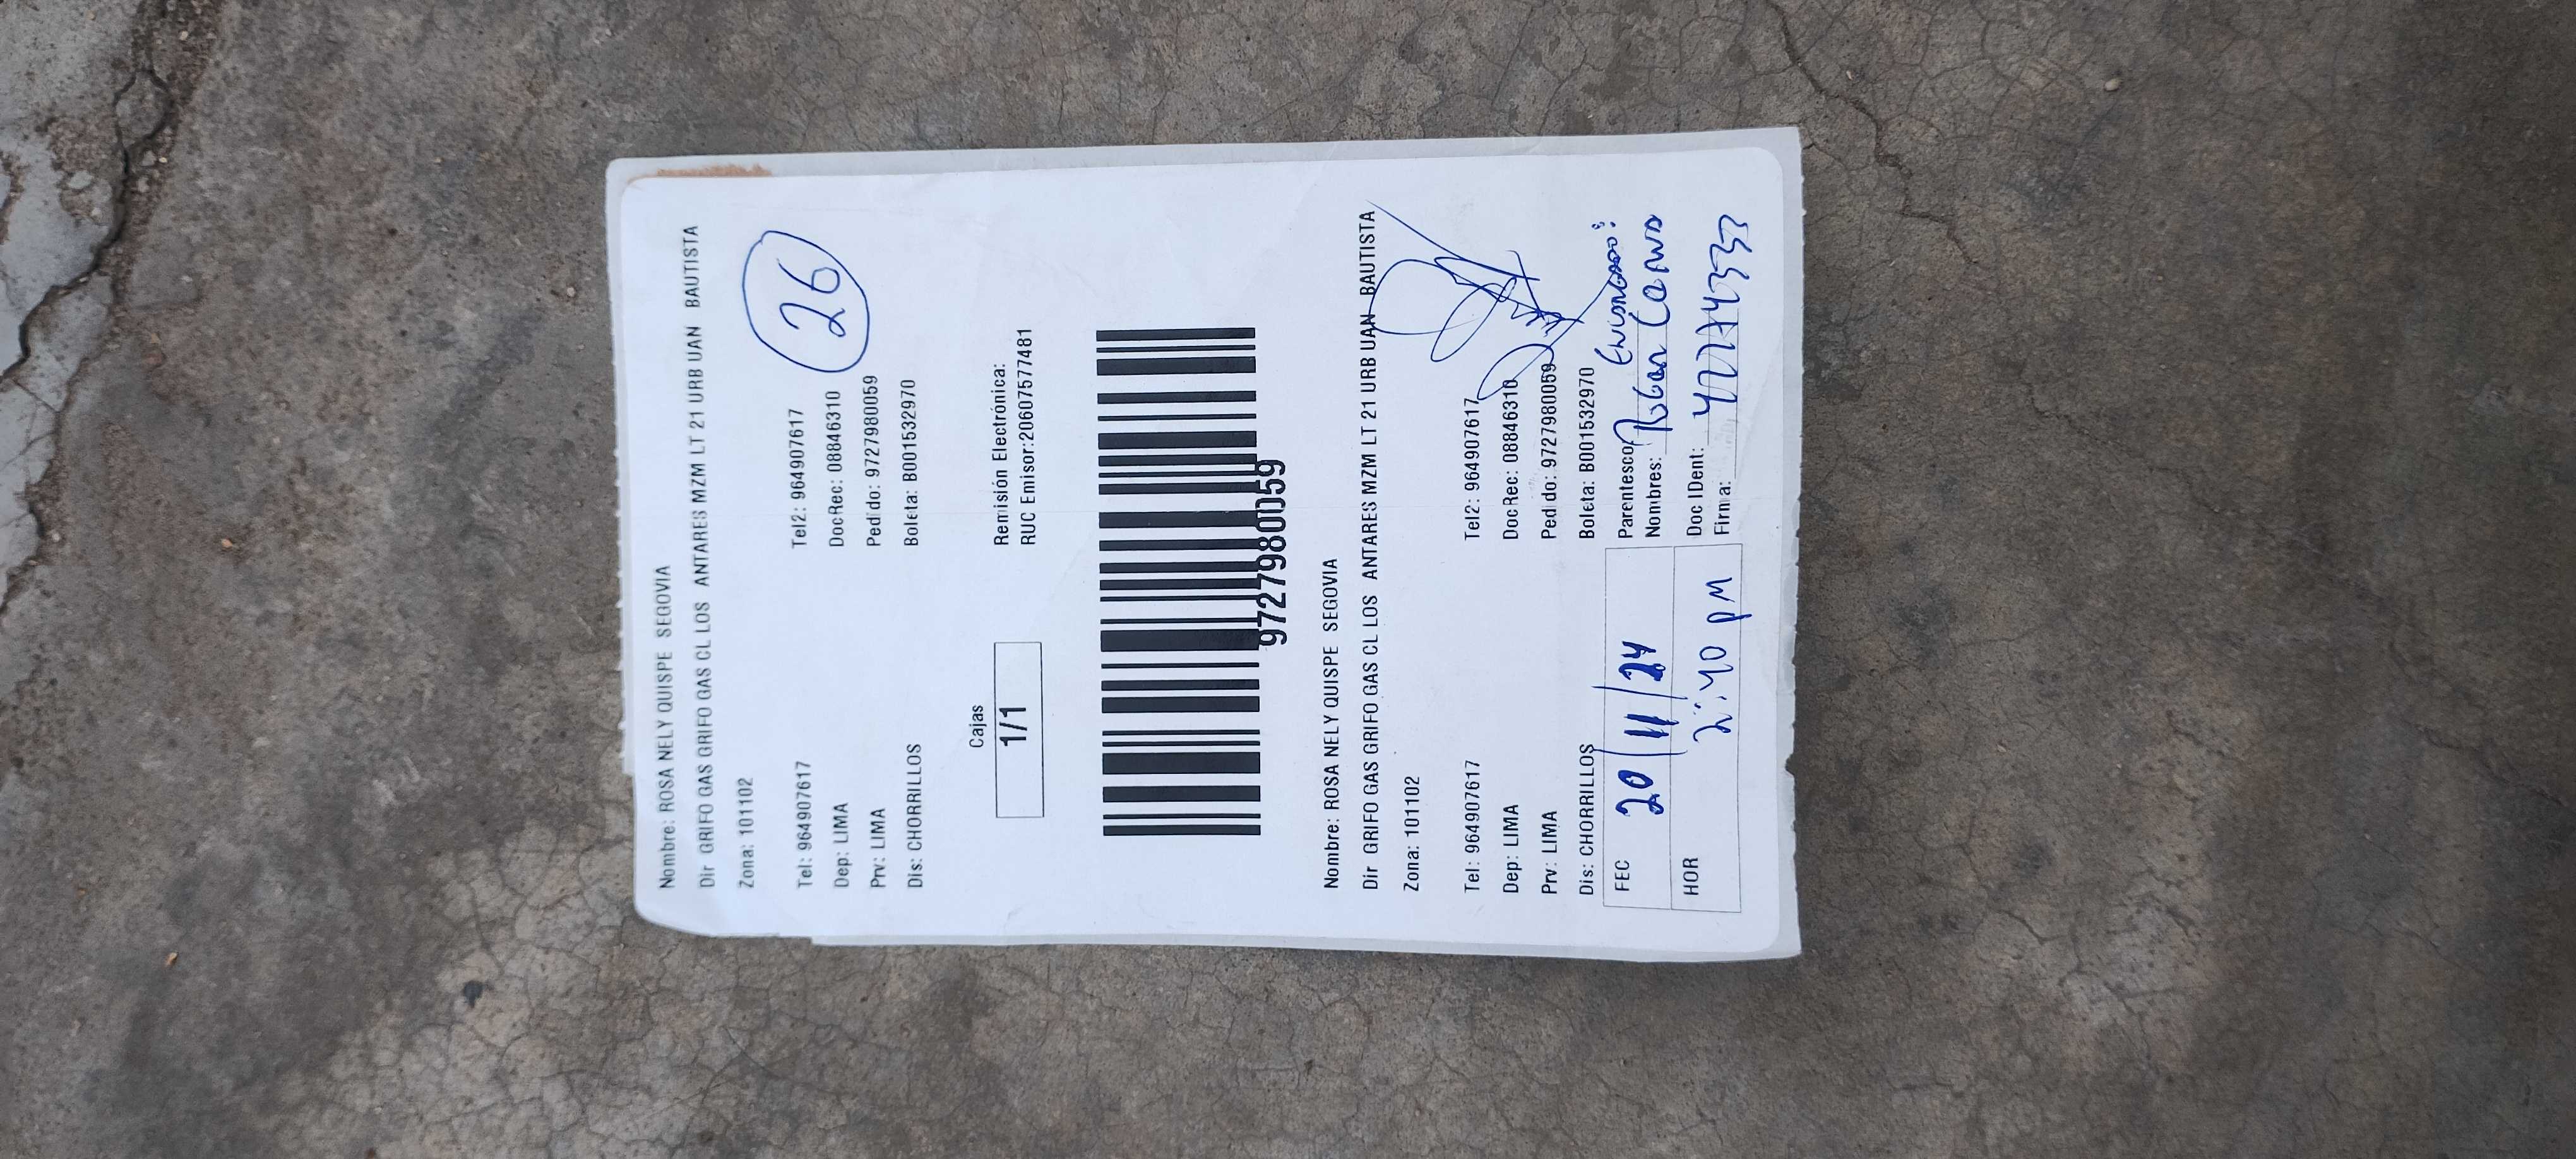 Nombre: ROSA NELY QUISPE SEGOVIA
Dir GRIFO GAS GRIFO GAS CL LOS ANTARES MZM LT 21 URB UAN BAUTISTA
Zona: 101102
26
Tel: 964907617 Tel2: 964907617
Dep: LIMA DocRec: 08846310
Prv: LIMA Pedido: 9727980059
Dis: CHORRILLOS Boleta: B001532970
Cajas
1/1
Remisión Electrónica:
RUC Emisor:20607577481
9727980059
Nombre: ROSA NELY QUISPE SEGOVIA
Dir GRIFO GAS GRIFO GAS CL LOS ANTARES MZM LT 21 URB UAN BAUTISTA
Zona: 101102
Tel: 964907617 Tel2: 964907617
Dep: LIMA DocRec: 08846310
Prv: LIMA Pedido: 9727980059
Dis: CHORRILLOS Boleta: B001532970
FEC 20/11/24
HOR 2:40 pm
Parentesco
Nombres: Cano
Doc IDent:
Firma: